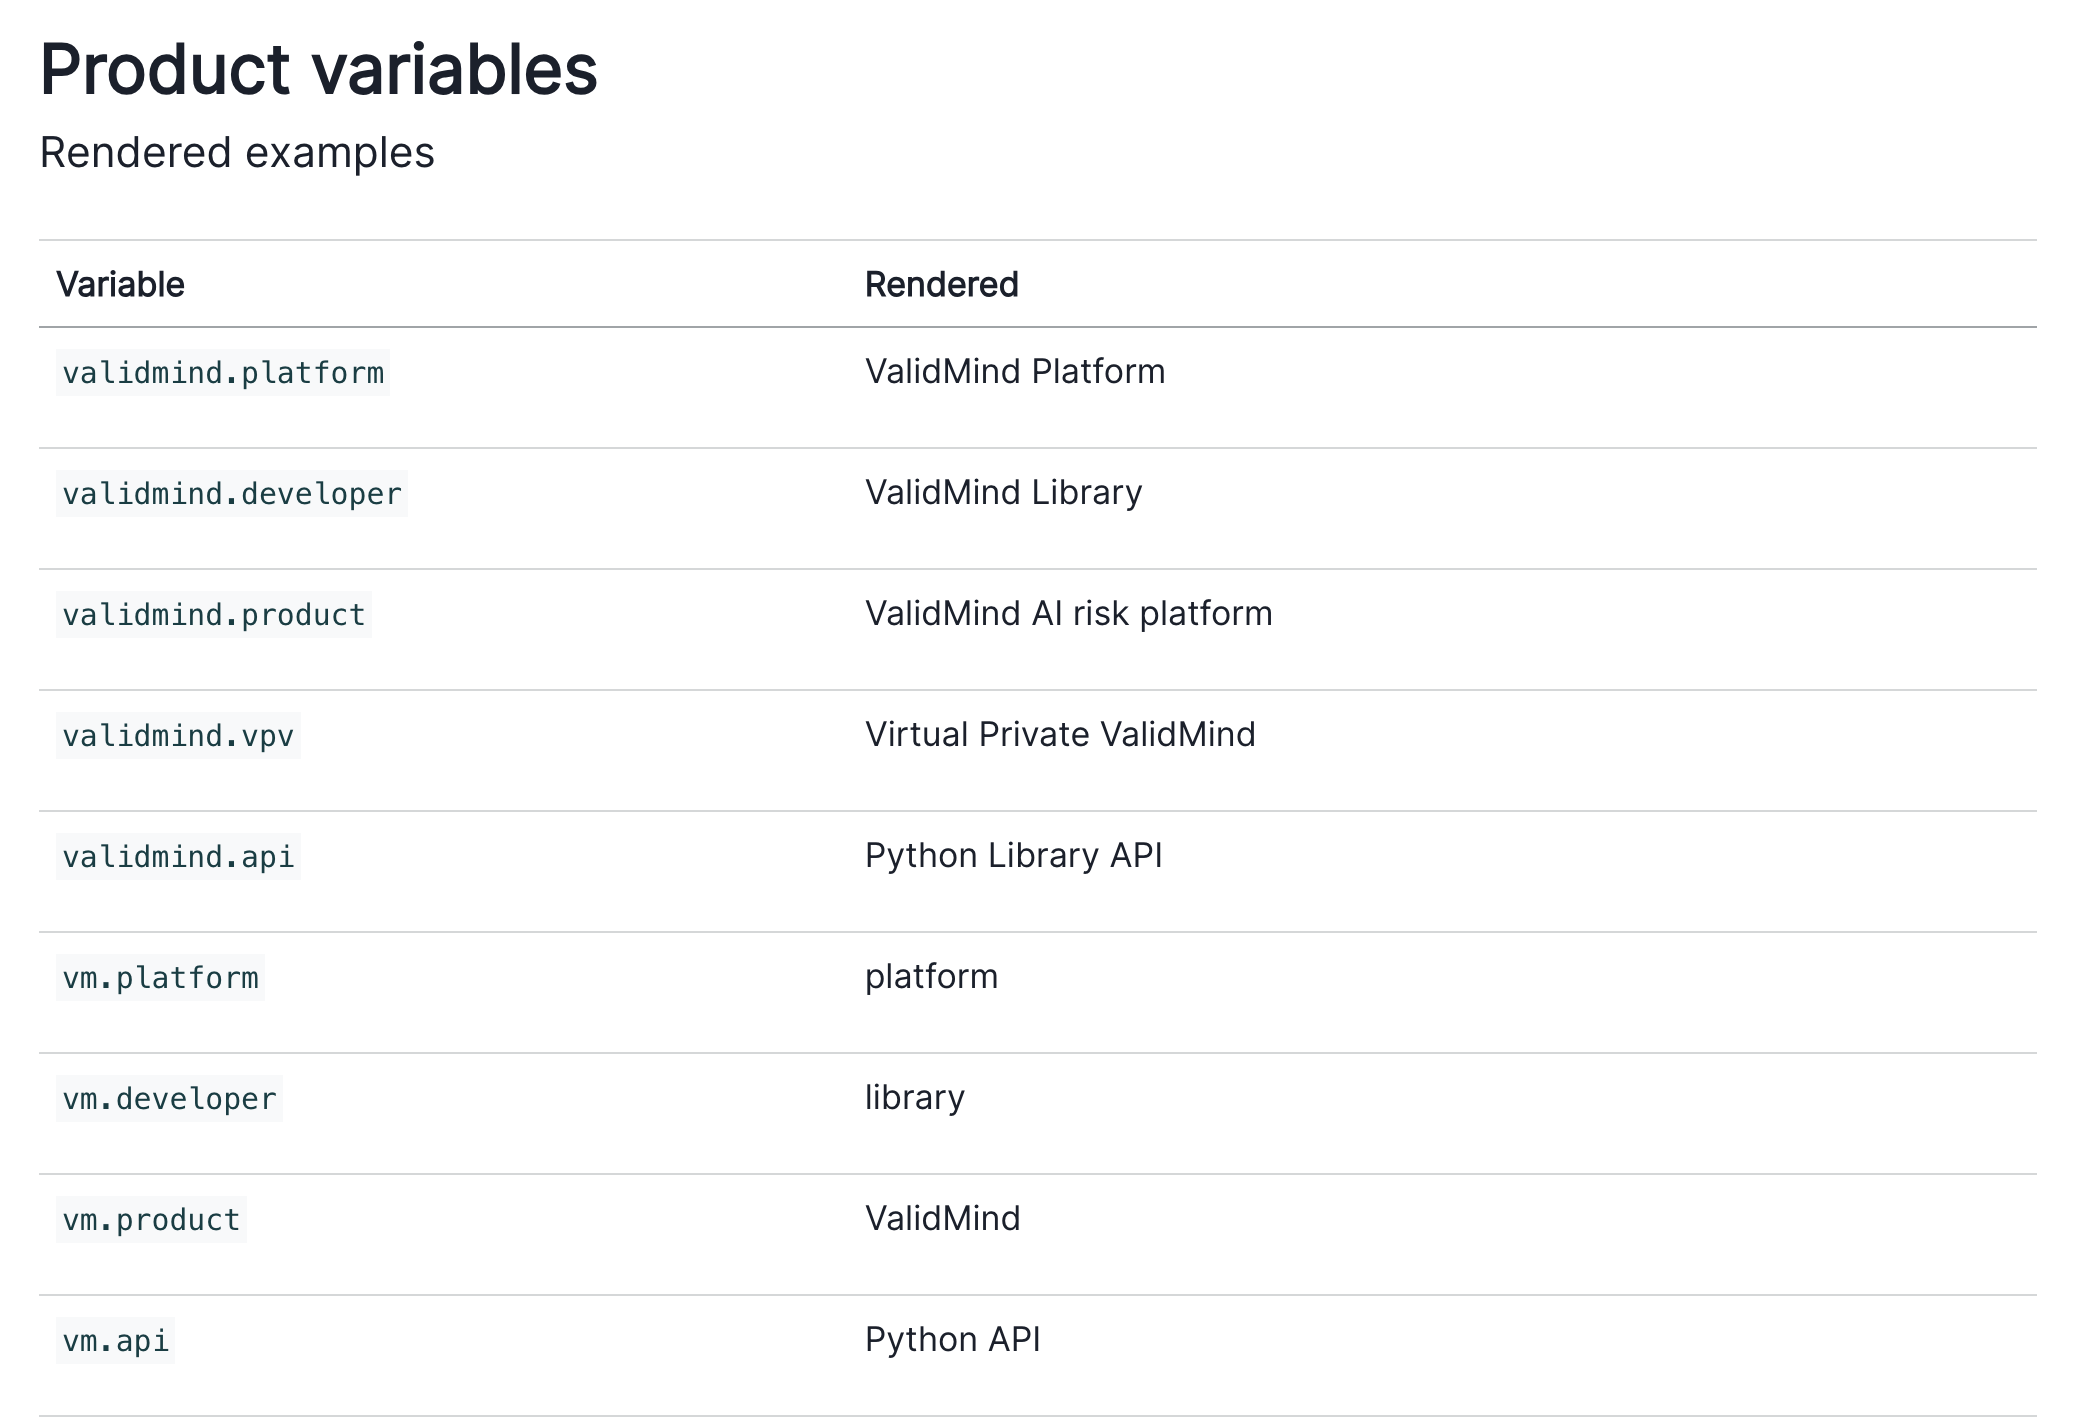 Product variables
Rendered examples
Variable Rendered
validmind.platform ValidMind Platform
validmind.developer ValidMind Library
validmind.product ValidMind AI risk platform
validmind.vpv Virtual Private ValidMind
validmind.api Python Library API
vm.platform platform
vm.developer library
vm.product ValidMind
vm.api Python API